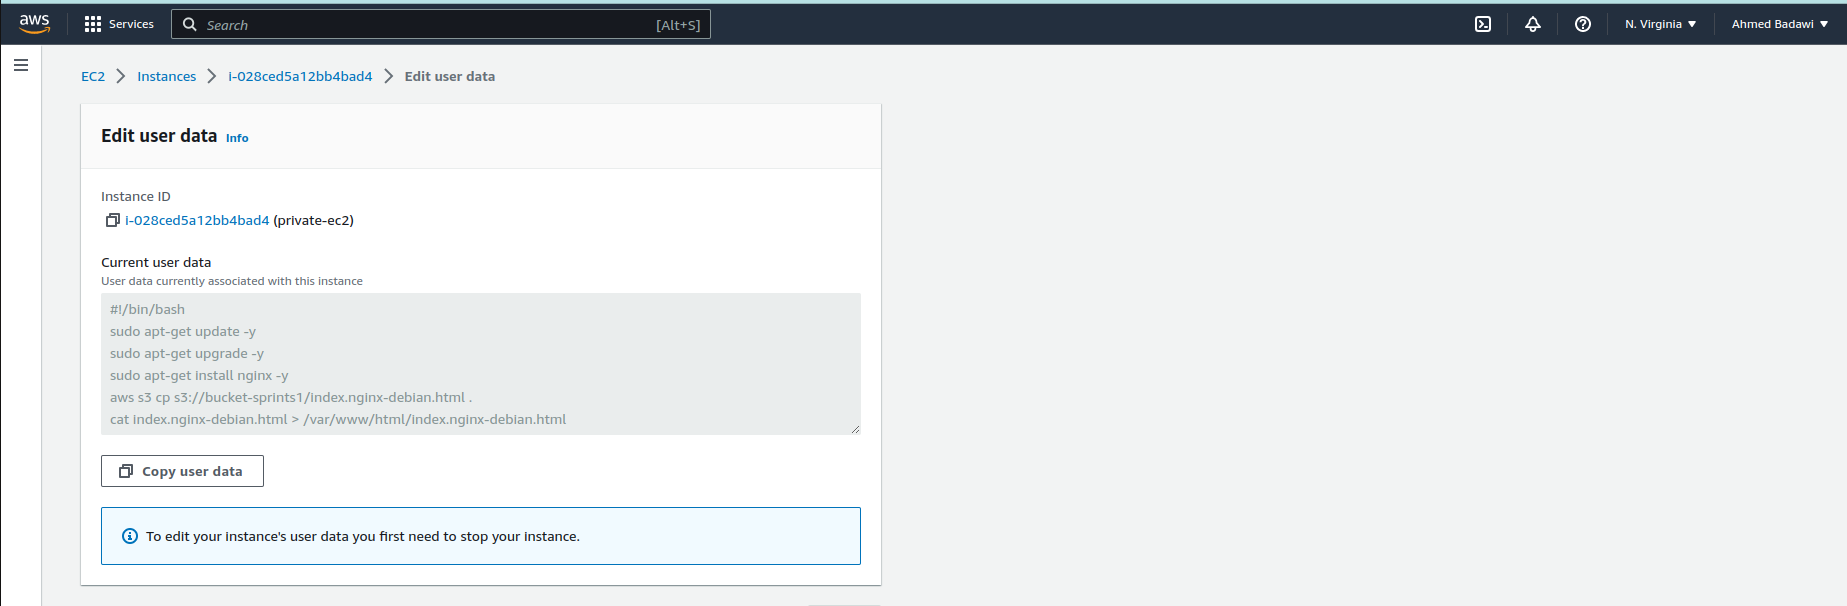 aws
Services
Search
[Alt+S]
N. Virginia
Ahmed Badawi
EC2
Instances
i-028ced5a12bb4bad4
Edit user data
Edit user data
Info
Instance ID
i-028ced5a12bb4bad4 (private-ec2)
Current user data
User data currently associated with this instance
#!/bin/bash
sudo apt-get update -y
sudo apt-get upgrade -y
sudo apt-get install nginx -y
aws s3 cp s3://bucket-sprints1/index.nginx-debian.html .
cat index.nginx-debian.html > /var/www/html/index.nginx-debian.html
Copy user data
To edit your instance's user data you first need to stop your instance.